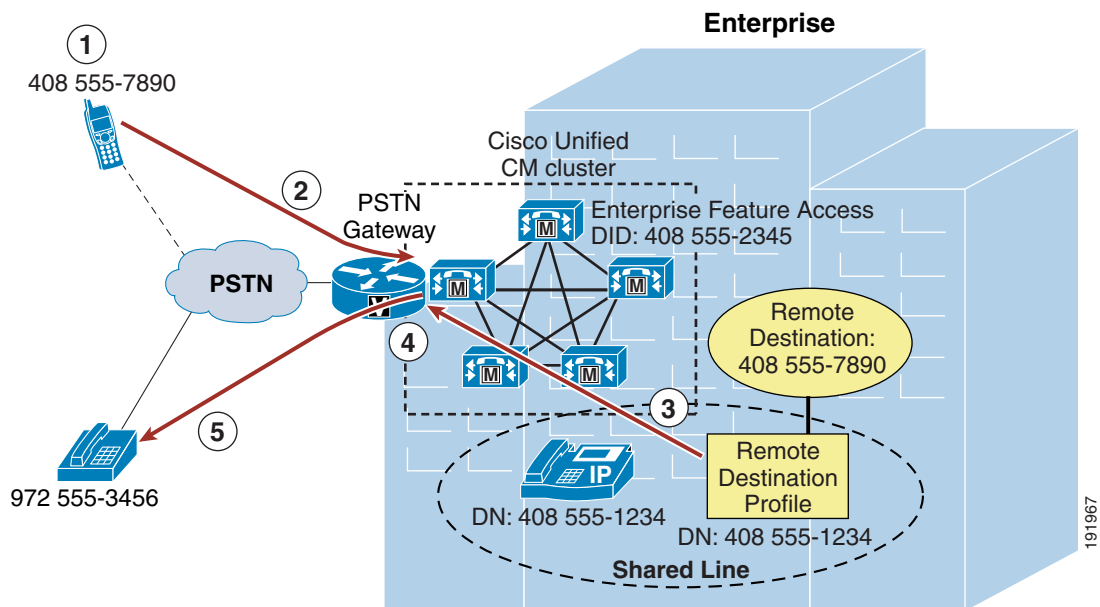 Enterprise
1
408 555-7890
Cisco Unified
CM cluster
2
PSTN
Gateway
Enterprise Feature Access
DID: 408 555-2345
M
M
M
PSTN
V
Remote
Destination:
408 555-7890
4
M
M
3
5
IP
Remote
Destination
Profile
972 555-3456
DN: 408 555-1234
DN: 408 555-1234
Shared Line
191967